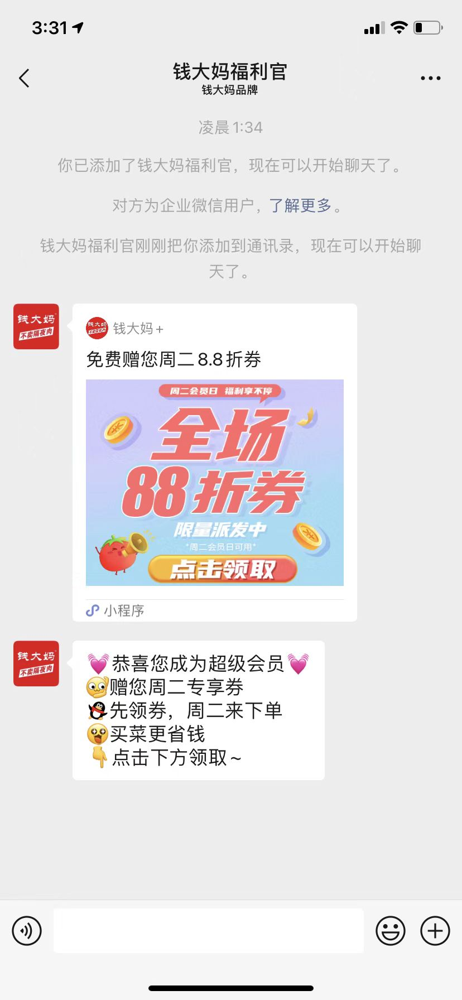 3:31
钱大妈福利官
钱大妈品牌
凌晨 1:34
你已添加了钱大妈福利官，现在可以开始聊天了。
对方为企业微信用户，了解更多。
钱大妈福利官刚刚把你添加到通讯录，现在可以开始聊
天了。
钱大妈
不卖隔夜肉
钱大妈
不卖隔夜肉
钱大妈+
免费赠您周二8.8折券
周二会员日 福利享不停
全场
88折券
限量派发中
*周二会员日可用*
点击领取
小程序
钱大妈
不卖隔夜肉
💓恭喜您成为超级会员💓
赠您周二专享券
🐧先领券，周二来下单
🤩买菜更省钱
👇点击下方领取~